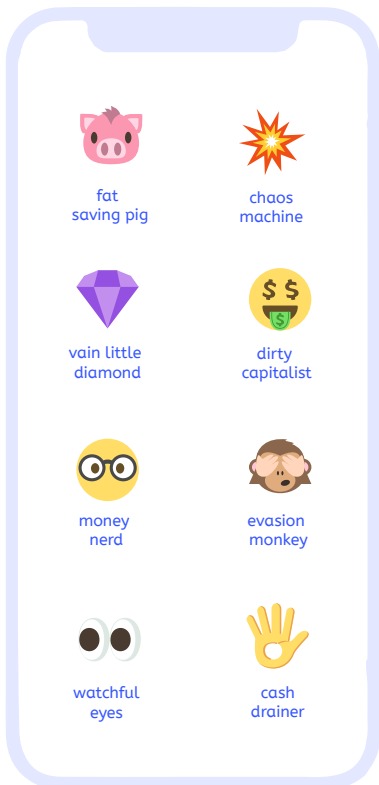 fat
saving pig
chaos
machine
vain little
diamond
dirty
capitalist
money
nerd
evasion
monkey
watchful
eyes
cash
drainer